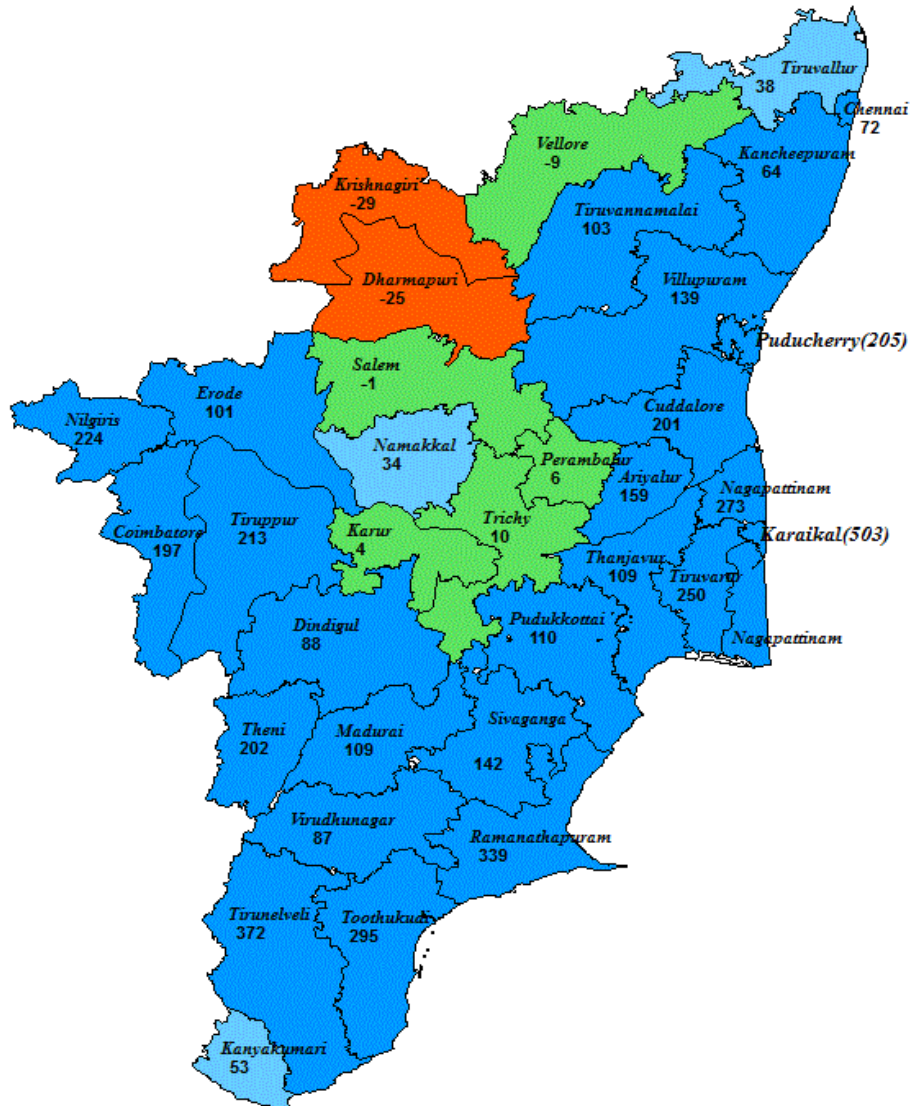 Tiruvallur
38
Chennai
72
Vellore
-9
Kancheepuram
64
Krishnagiri
-29
Tiruvannamalai
103
Dharmapuri
-25
Villupuram
139
Puducherry(205)
Salem
-1
Erode
101
Cuddalore
201
Nilgiris
224
Namakkal
34
Perambalur
6
Ariyalur
159
Nagapattinam
273
Coimbatore
197
Tiruppur
213
Karur
4
Trichy
10
Karaikal(503)
Thanjavur
109
Tiruvarur
250
Dindigul
88
Pudukkottai
110
Nagapattinam
Theni
202
Madurai
109
Sivaganga
142
Virudhunagar
87
Ramanathapuram
339
Tirunelveli
372
Toothukudi
295
Kanyakumari
53